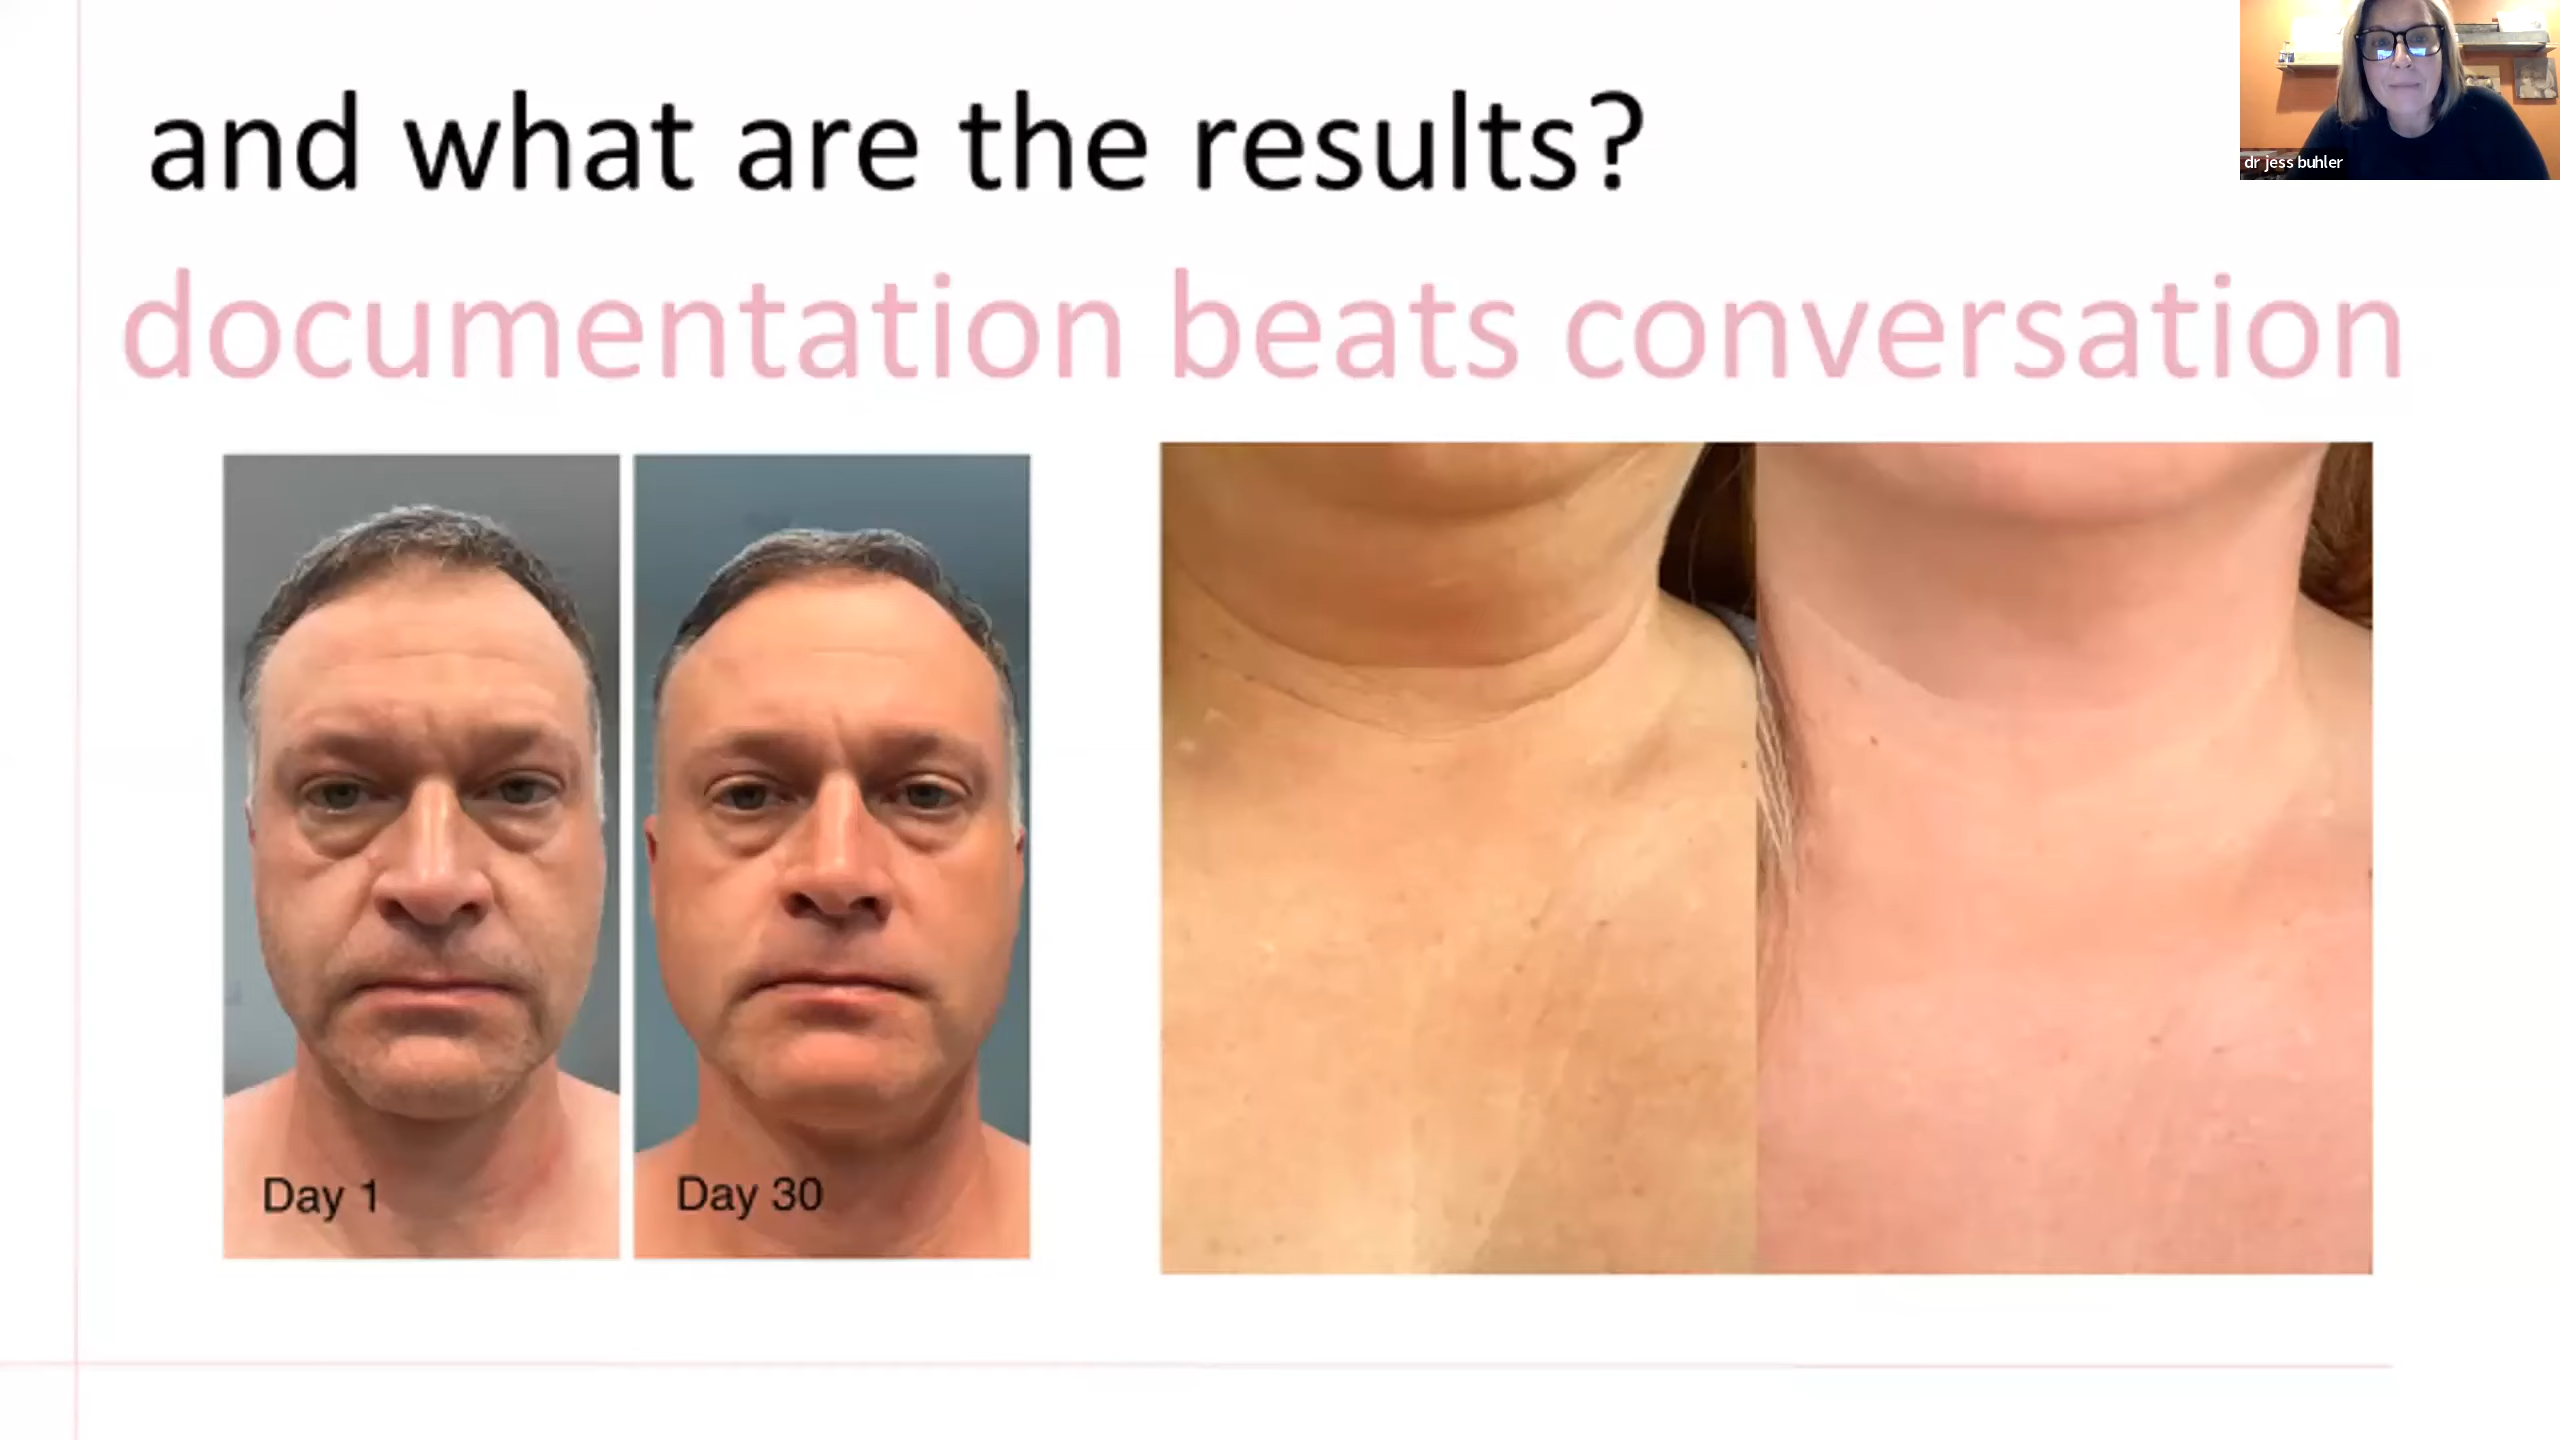 and what are the results?
dr jess buhler
documentation beats conversation
Day 1
Day 30